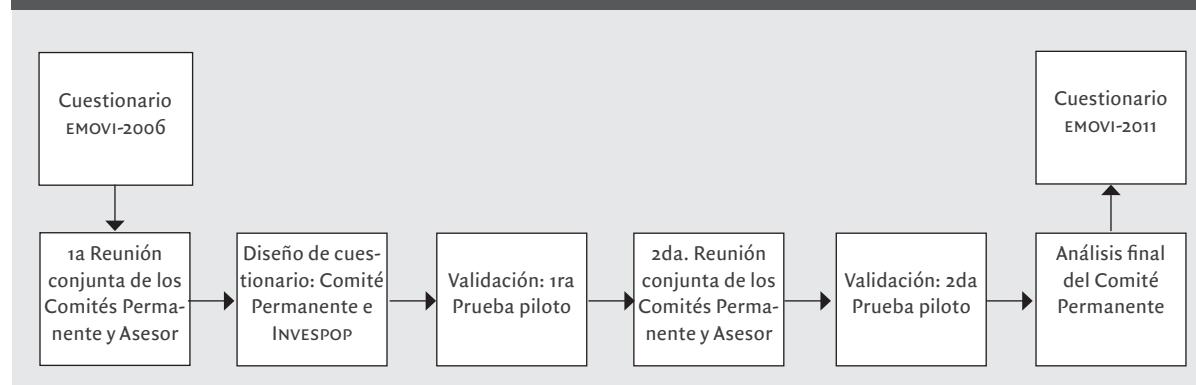 Cuestionario
EMOVI-2006
Cuestionario
EMOVI-2011
1a Reunión
conjunta de los
Comités Perma-
nente y Asesor
Diseño de cues-
tionario: Comité
Permanente e
INVESPOP
Validación: 1ra
Prueba piloto
2da. Reunión
conjunta de los
Comités Perma-
nente y Asesor
Validación: 2da
Prueba piloto
Análisis final
del Comité
Permanente